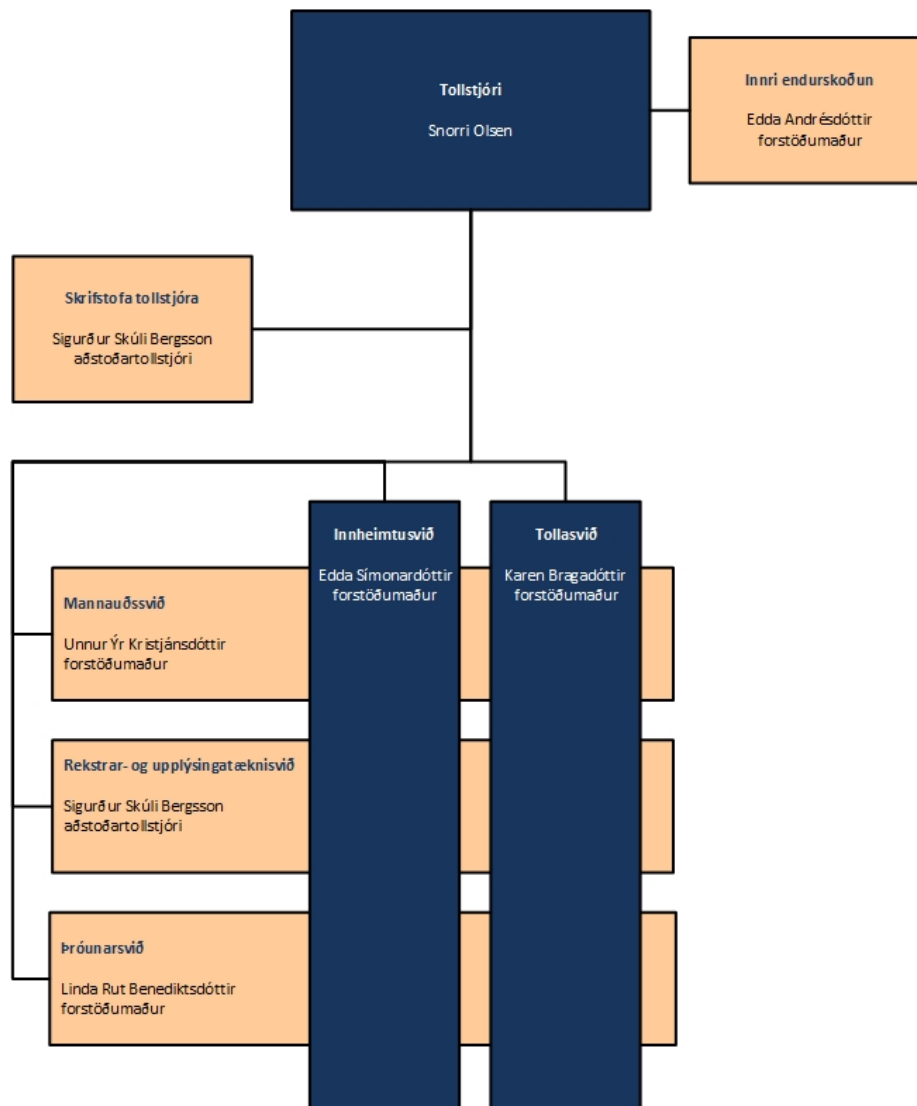 Tollstjóri
Snorri Olsen
Innri endurskoðun
Edda Andrésdóttir
forstöðumaður
Skrifstofa tollstjóra
Sigurður Skúli Bergsson
aðstoðartollstjóri
Innheimtusvið
Edda Símonardóttir
forstöðumaður
Tollasvið
Karen Bragadóttir
forstöðumaður
Mannauðssvið
Unnur Ýr Kristjánsdóttir
forstöðumaður
Rekstrar- og upplýsingatæknisvið
Sigurður Skúli Bergsson
aðstoðartollstjóri
Þróunarsvið
Linda Rut Benediktsdóttir
forstöðumaður